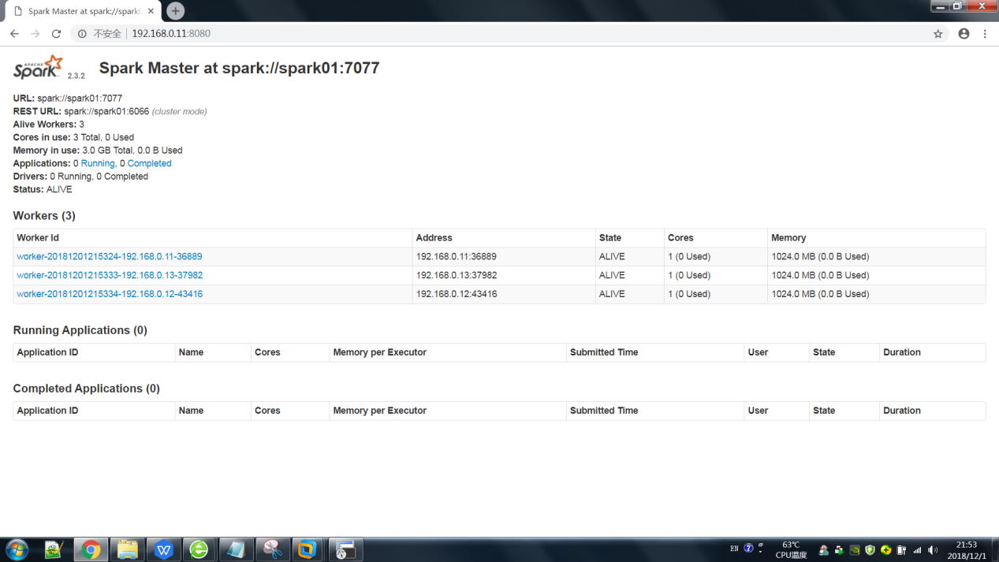 Spark Master at spark://spark
不安全 192.168.0.11:8080
APACHE
Spark 2.3.2 Spark Master at spark://spark01:7077
URL: spark://spark01:7077
REST URL: spark://spark01:6066 (cluster mode)
Alive Workers: 3
Cores in use: 3 Total, 0 Used
Memory in use: 3.0 GB Total, 0.0 B Used
Applications: 0 Running, 0 Completed
Drivers: 0 Running, 0 Completed
Status: ALIVE
Workers (3)
Worker Id Address State Cores Memory
worker-20181201215324-192.168.0.11-36889 192.168.0.11:36889 ALIVE 1 (0 Used) 1024.0 MB (0.0 B Used)
worker-20181201215333-192.168.0.13-37982 192.168.0.13:37982 ALIVE 1 (0 Used) 1024.0 MB (0.0 B Used)
worker-20181201215334-192.168.0.12-43416 192.168.0.12:43416 ALIVE 1 (0 Used) 1024.0 MB (0.0 B Used)
Running Applications (0)
Application ID Name Cores Memory per Executor Submitted Time User State Duration
Completed Applications (0)
Application ID Name Cores Memory per Executor Submitted Time User State Duration
EN 63℃ 21:53
CPU温度 2018/12/1